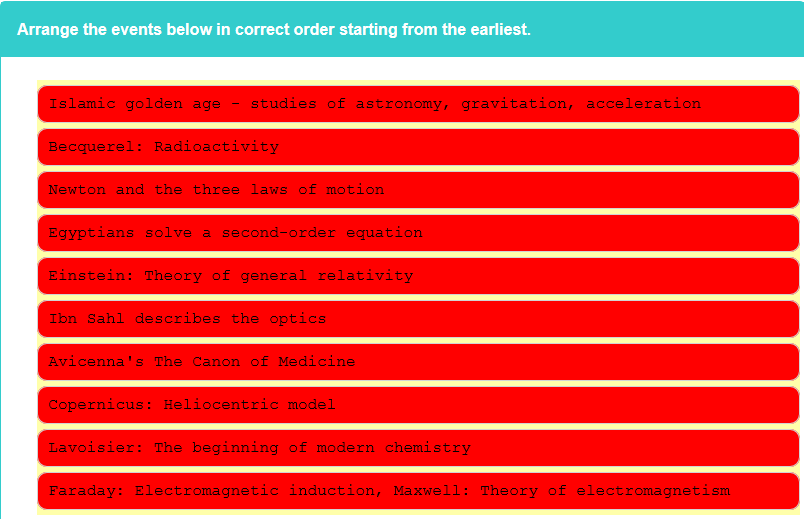 Arrange the events below in correct order starting from the earliest.
Islamic golden age - studies of astronomy, gravitation, acceleration
Becquerel: Radioactivity
Newton and the three laws of motion
Egyptians solve a second-order equation
Einstein: Theory of general relativity
Ibn Sahl describes the optics
Avicenna's The Canon of Medicine
Copernicus: Heliocentric model
Lavoisier: The beginning of modern chemistry
Faraday: Electromagnetic induction, Maxwell: Theory of electromagnetism